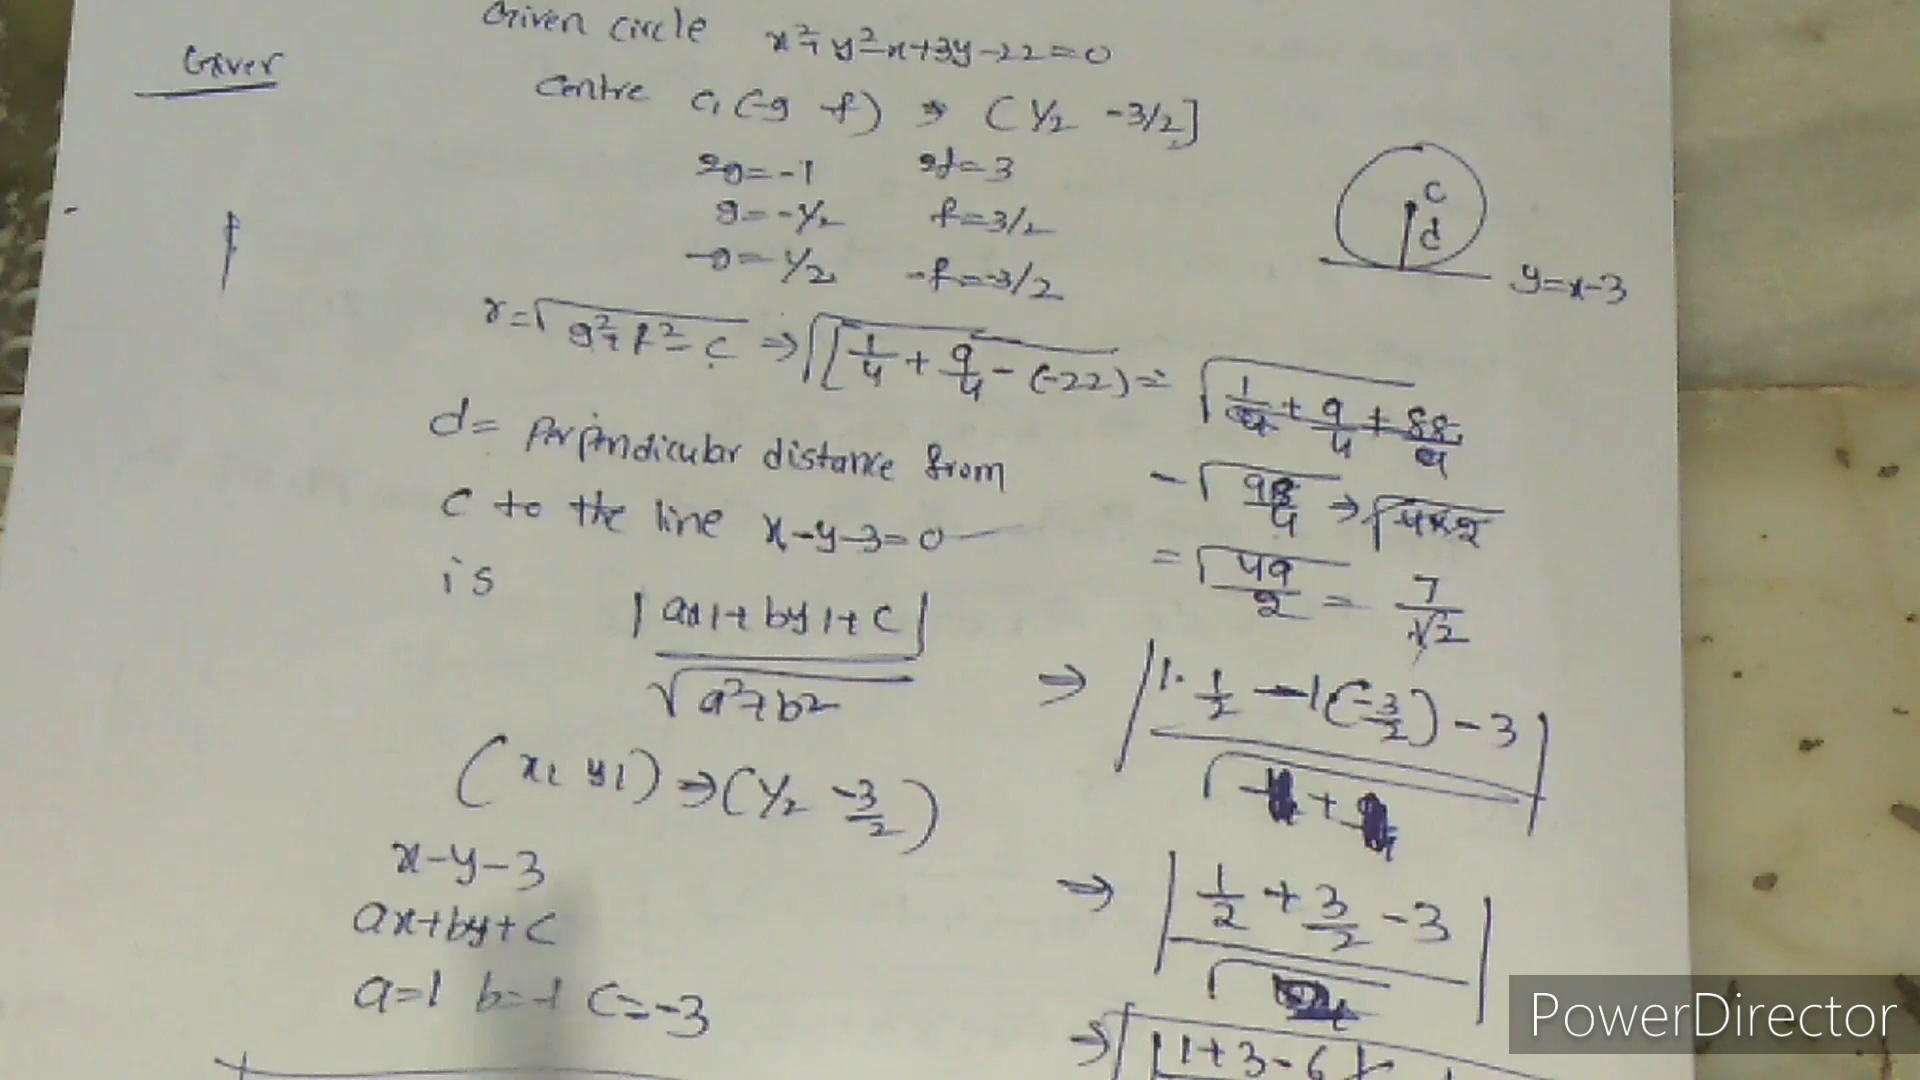 Given circle x²+y²-x+3y-22=0
Centre C, (-g -f) ⇒ (1/2 -3/2]
2g=-1 2f=3
g=-1/2 f=3/2
-g=1/2 -f=-3/2
C
d
y=x-3
r=√g²+f²-c ⇒ √[1/4 + 9/4 - (-22) = √1/4 + 9/4 + 88/4
d= perpendicular distance from
C to the line x-y-3=0
is
= √98/4 ⇒
= √49/2 = 7/√2
|ax1+by1+c| / √a²+b²
⇒ |1. 1/2 -1(-3/2) - 3|
(x1 y1) ⇒ (1/2 -3/2)
x-y-3
ax+by+c
a=1 b=-1 c=-3
⇒ |1/2 + 3/2 - 3|
⇒ |1+3-6|
PowerDirector